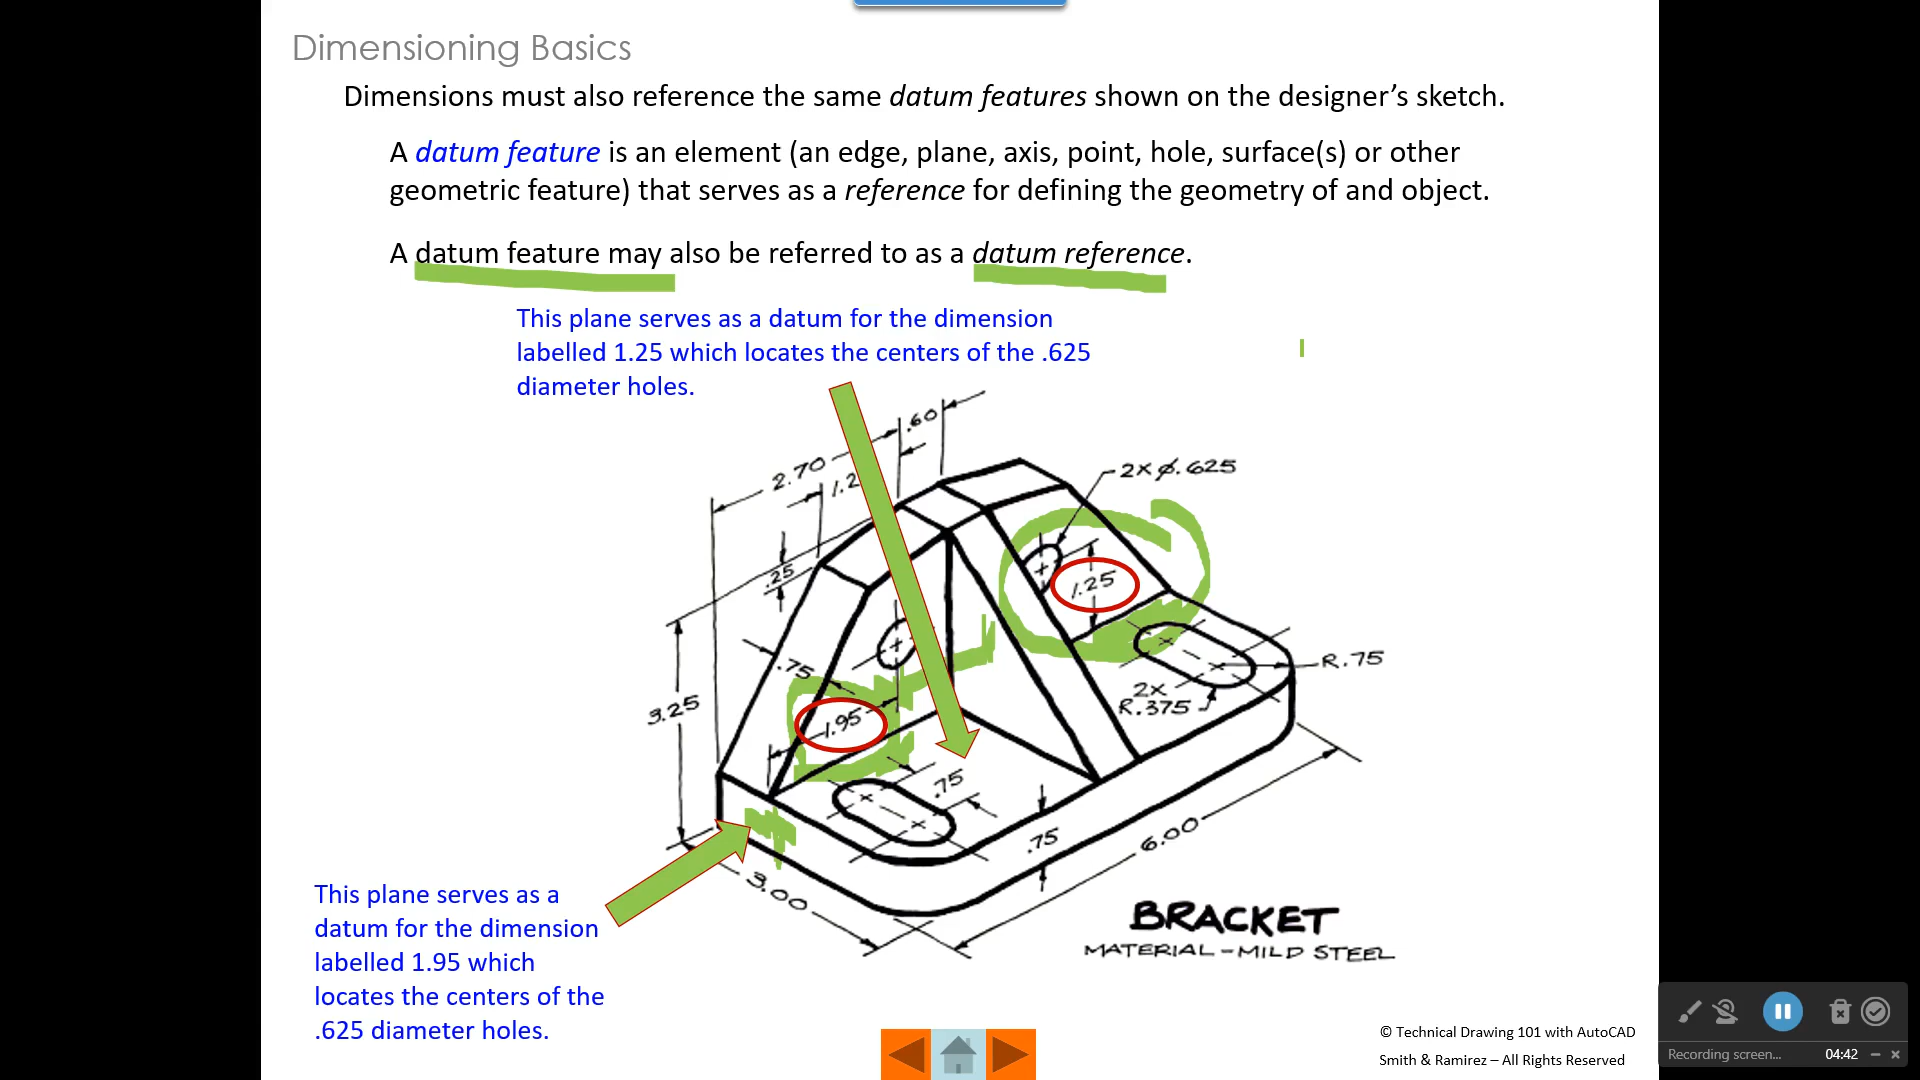 Dimensioning Basics
Dimensions must also reference the same datum features shown on the designer's sketch.
A datum feature is an element (an edge, plane, axis, point, hole, surface(s) or other
geometric feature) that serves as a reference for defining the geometry of and object.
A datum feature may also be referred to as a datum reference.
This plane serves as a datum for the dimension
labelled 1.25 which locates the centers of the .625
diameter holes.
.60
2.70
1.2
2X Ø.625
.25
1.25
.75
R.75
2X
R.375
3.25
1.95
.75
.75
6.00
3.00
BRACKET
MATERIAL-MILD STEEL
This plane serves as a
datum for the dimension
labelled 1.95 which
locates the centers of the
.625 diameter holes.
© Technical Drawing 101 with AutoCAD
Smith & Ramirez – All Rights Reserved
Recording screen... 04:42